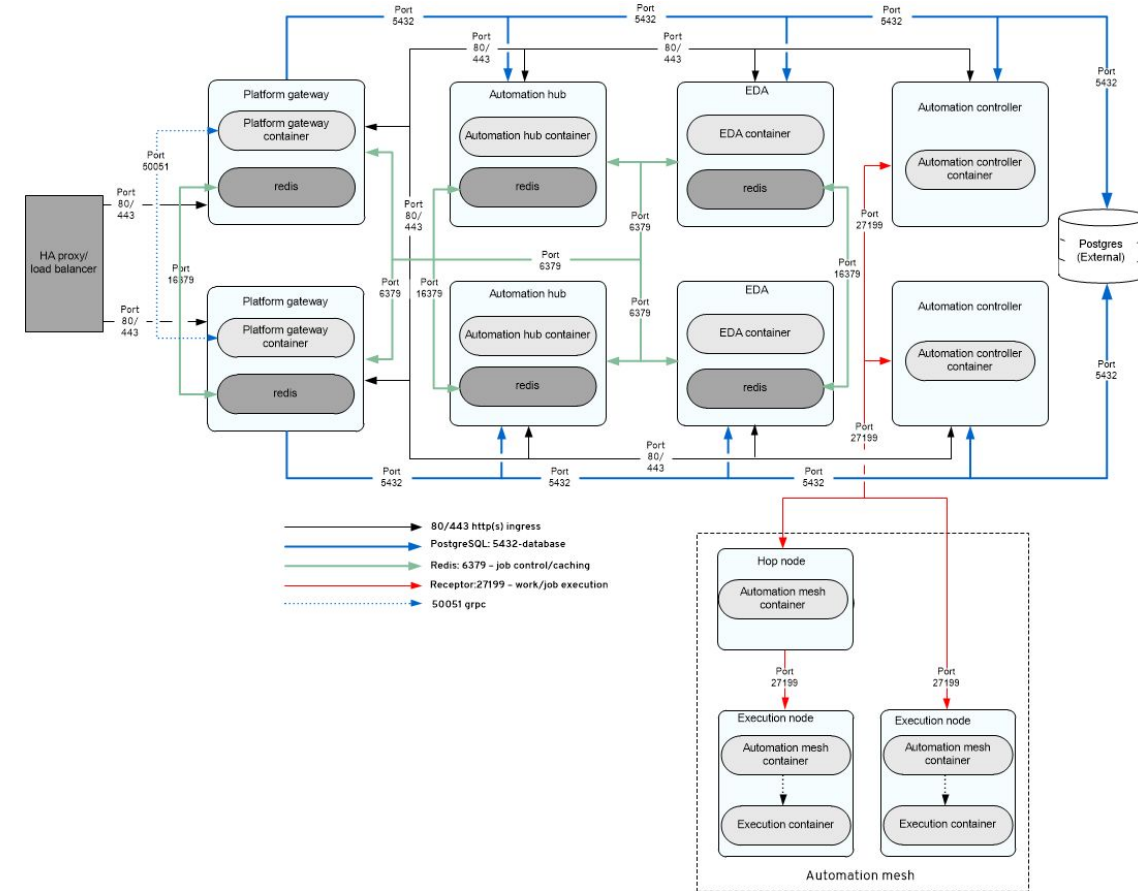 Port
5432
Port
5432
Port
5432
Port
5432
Port
80/
443
Port
80/
443
Port
5432
Platform gateway
Platform gateway
container
redis
Automation hub
Automation hub container
redis
EDA
EDA container
redis
Automation controller
Automation controller
container
Port
50051
Port
80/
443
HA proxy/
load balancer
Port
80/
443
Port
16379
Port
80/
443
Port
6379
Port
6379
Port
27199
Postgres
(External)
Port
6379
Port
16379
Port
6379
Port
16379
Platform gateway
Platform gateway
container
redis
Automation hub
Automation hub container
redis
EDA
EDA container
redis
Automation controller
Automation controller
container
Port
5432
Port
27199
Port
80/
443
Port
5432
Port
5432
Port
5432
80/443 http(s) ingress
PostgreSQL: 5432-database
Redis: 6379 – job control/caching
Receptor:27199 – work/job execution
50051 grpc
Hop node
Automation mesh
container
Port
27199
Port
27199
Execution node
Automation mesh
container
Execution container
Execution node
Automation mesh
container
Execution container
Automation mesh